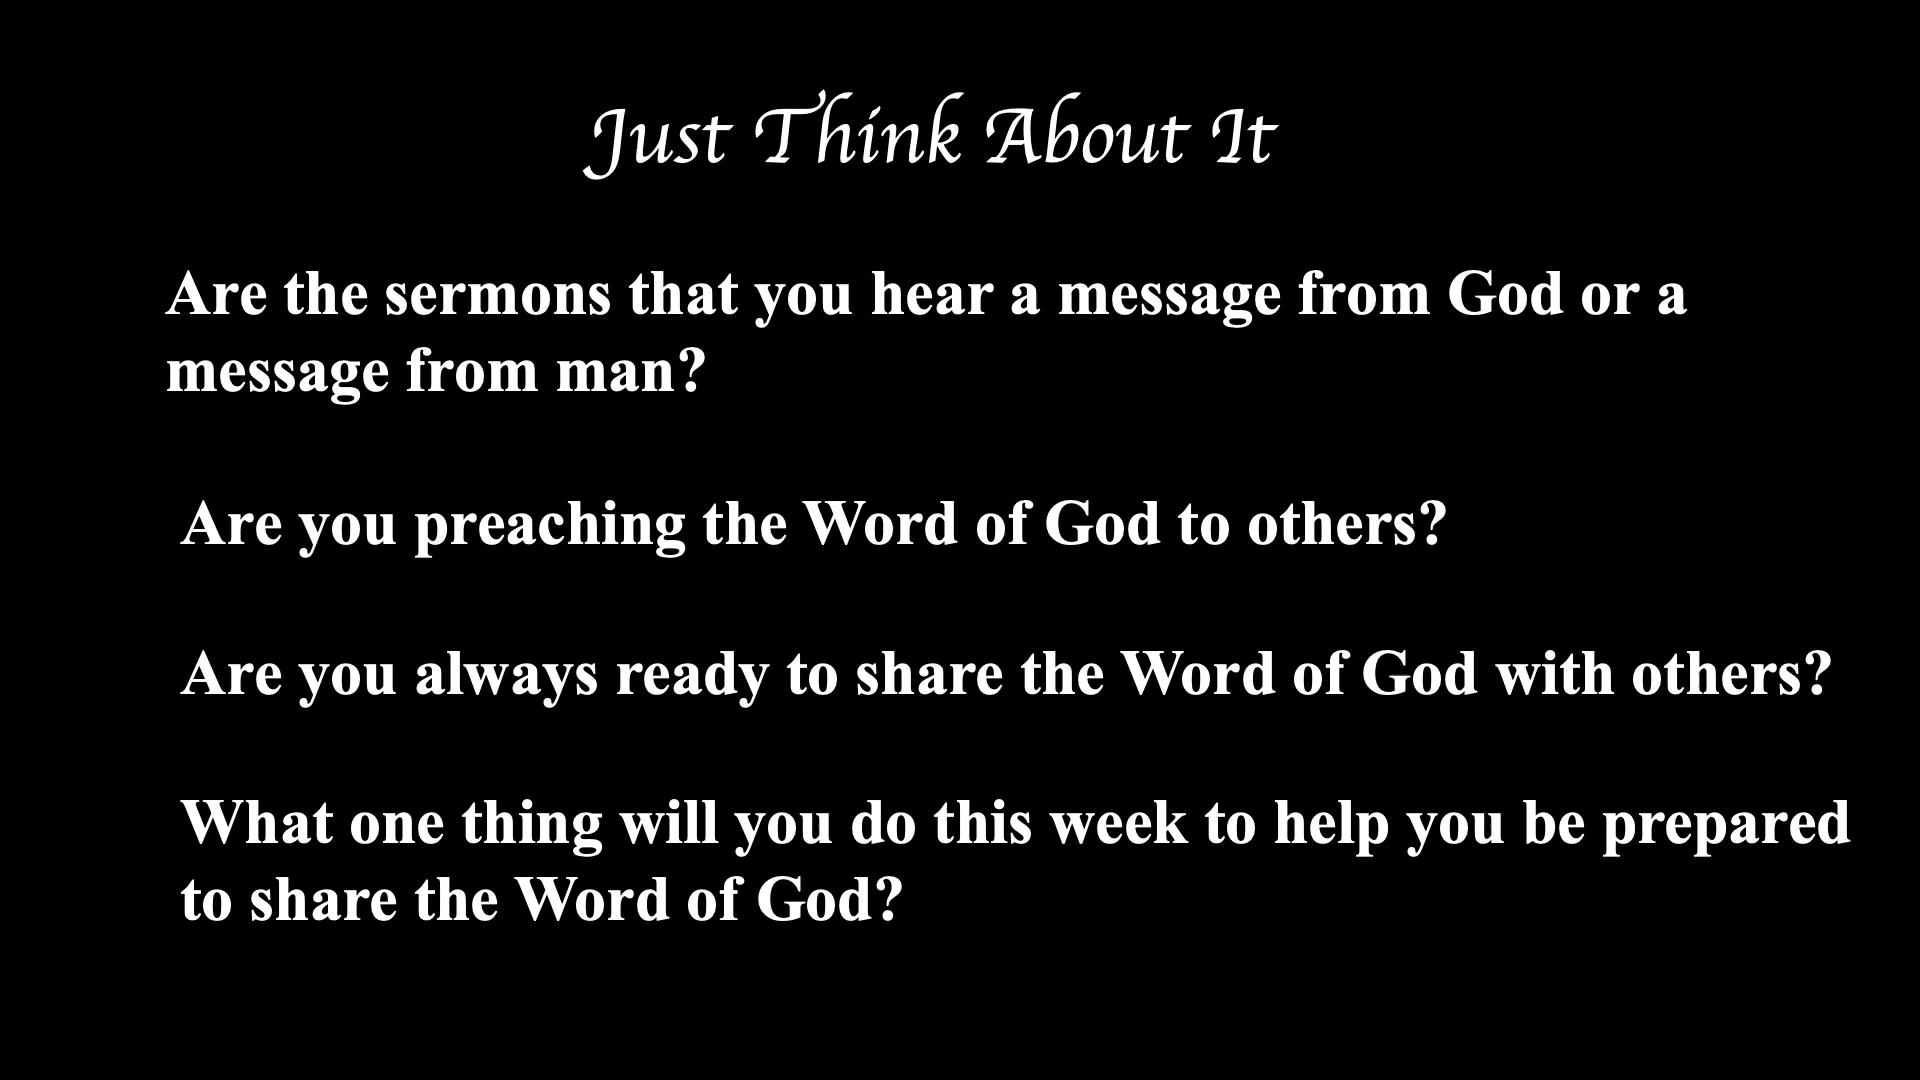 Just Think About It
Are the sermons that you hear a message from God or a
message from man?
Are you preaching the Word of God to others?
Are you always ready to share the Word of God with others?
What one thing will you do this week to help you be prepared
to share the Word of God?